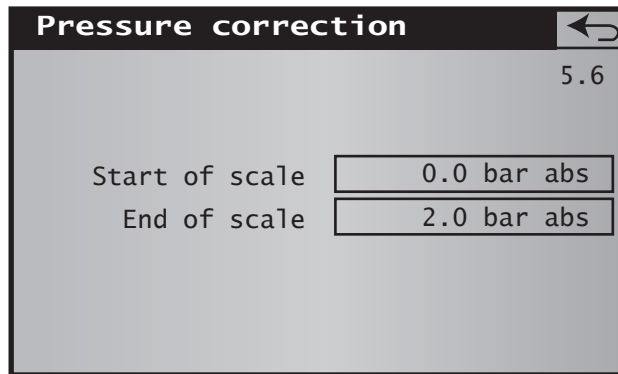 Pressure correction
5.6
Start of scale 0.0 bar abs
End of scale 2.0 bar abs